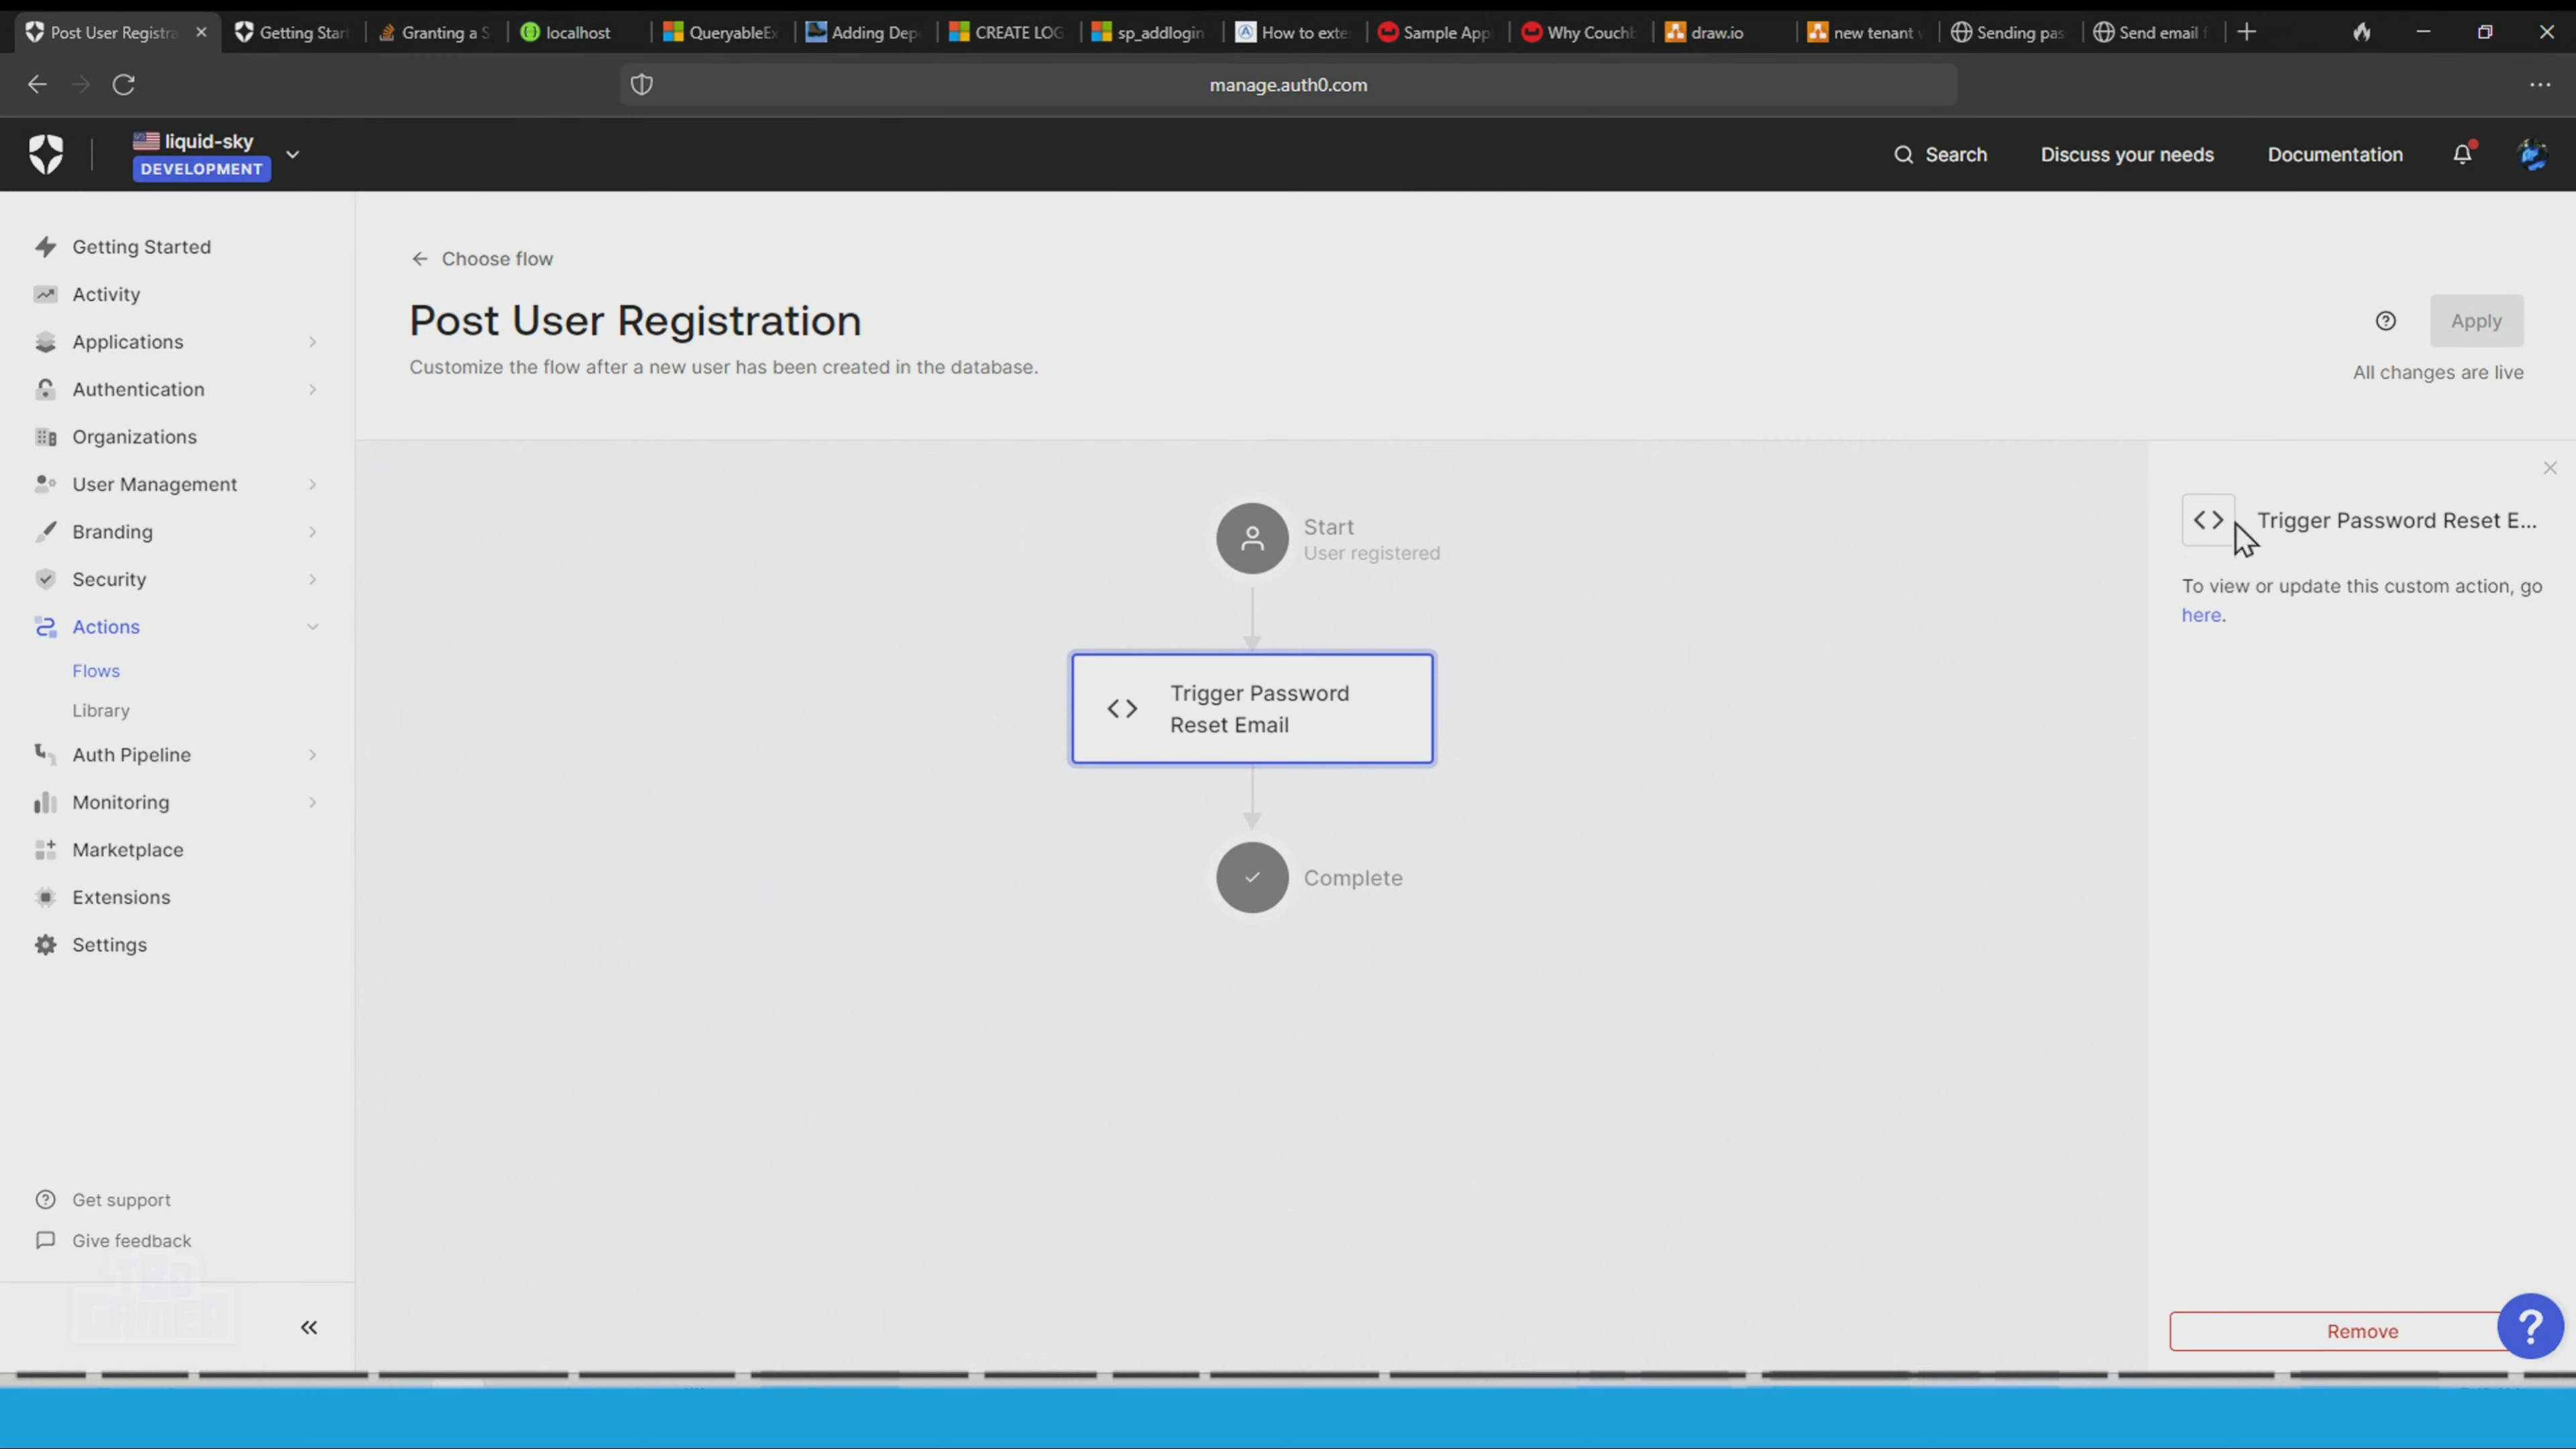 Post User Registra
Getting Star
Granting a S
localhost
QueryableEx
Adding Dep
CREATE LOG
sp_addlogin
How to exte
Sample App
Why Couchb
draw.io
new tenant
Sending pas
Send email f
manage.auth0.com
liquid-sky
DEVELOPMENT
Search
Discuss your needs
Documentation
Getting Started
Activity
Applications
Authentication
Organizations
User Management
Branding
Security
Actions
Flows
Library
Auth Pipeline
Monitoring
Marketplace
Extensions
Settings
Get support
Give feedback
Choose flow
Post User Registration
Customize the flow after a new user has been created in the database.
Apply
All changes are live
Start
User registered
Trigger Password
Reset Email
Complete
Trigger Password Reset E...
To view or update this custom action, go
here.
Remove
?